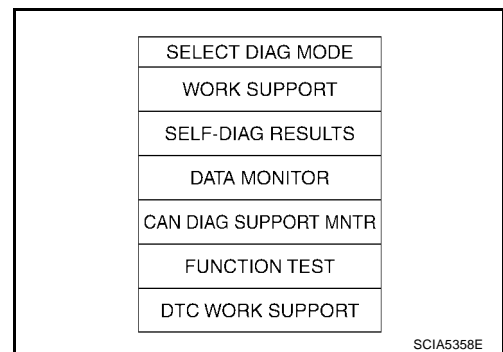 SELECT DIAG MODE
WORK SUPPORT
SELF-DIAG RESULTS
DATA MONITOR
CAN DIAG SUPPORT MNTR
FUNCTION TEST
DTC WORK SUPPORT
SCIA5358E